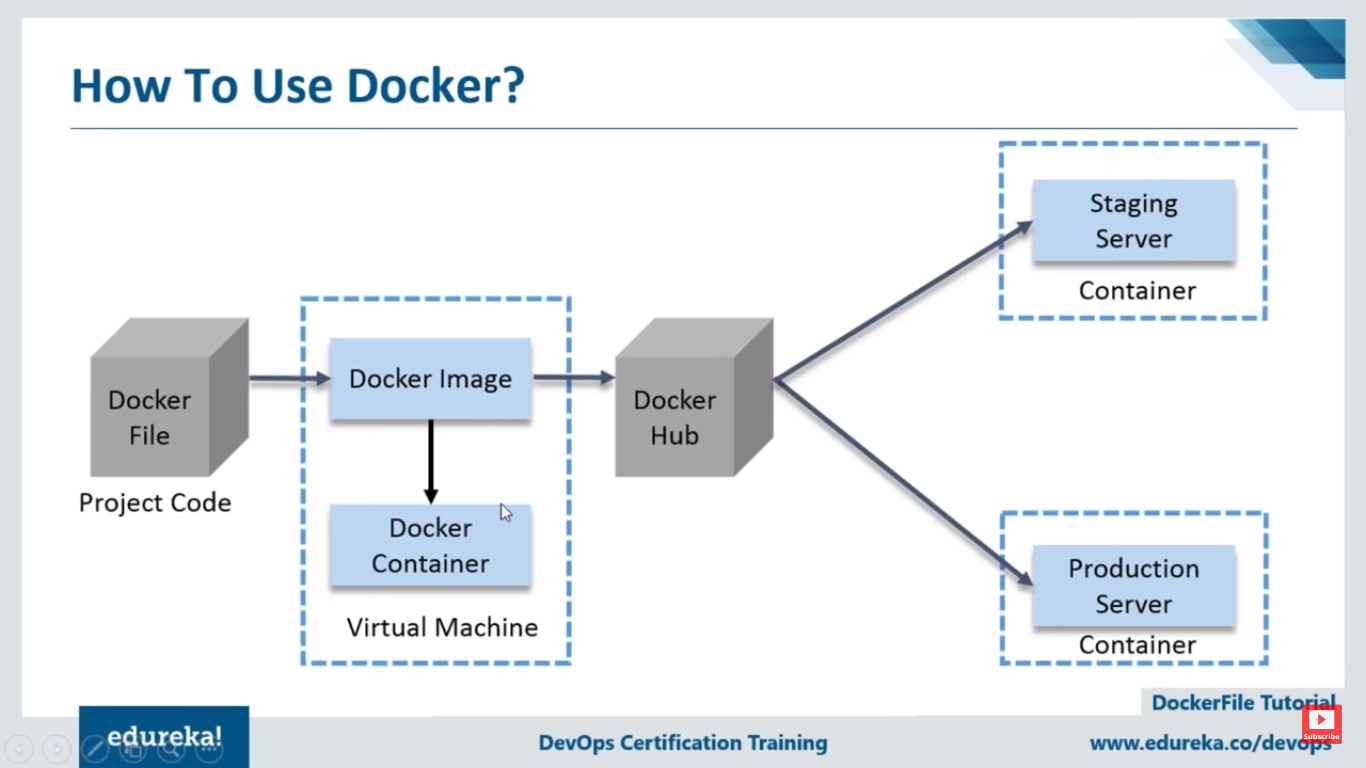 How To Use Docker?
Docker
File
Project Code
Docker Image
Docker
Container
Virtual Machine
Docker
Hub
Staging
Server
Container
Production
Server
Container
DockerFile Tutorial
Subscribe
edureka!
DevOps Certification Training
www.edureka.co/devops